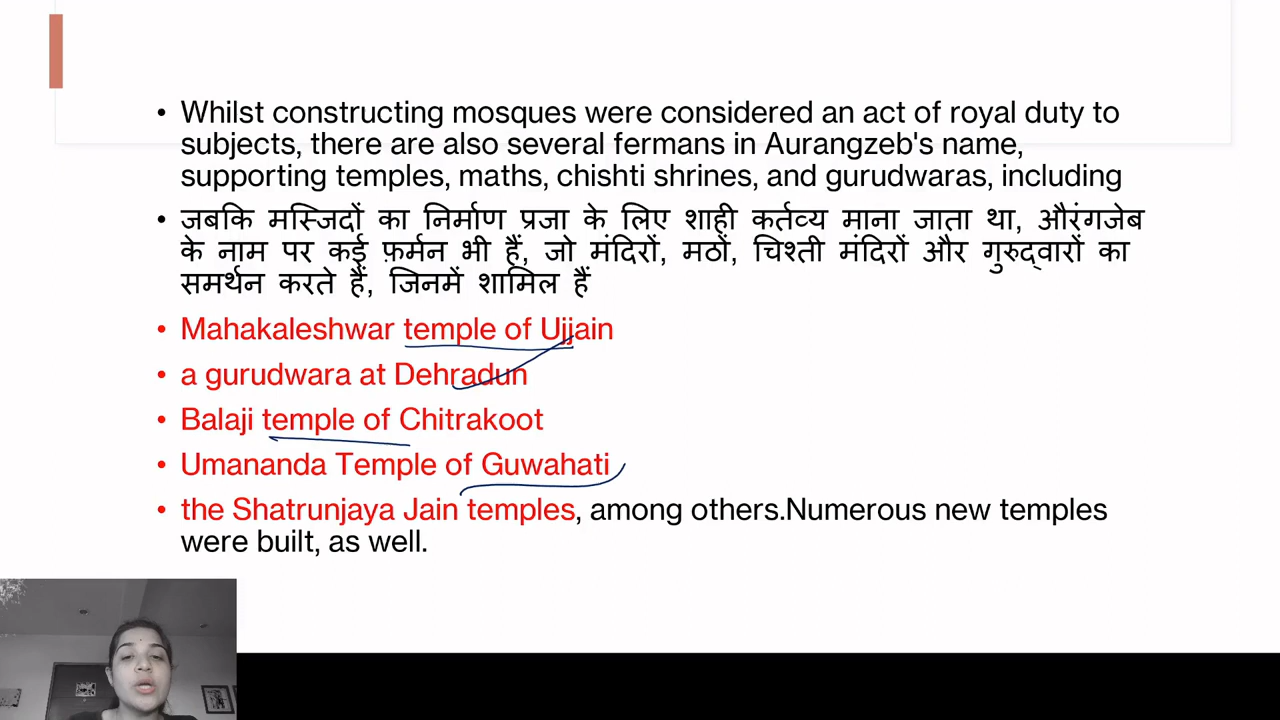 • Whilst constructing mosques were considered an act of royal duty to
subjects, there are also several fermans in Aurangzeb's name,
supporting temples, maths, chishti shrines, and gurudwaras, including
• जबकि मस्जिदों का निर्माण प्रजा के लिए शाही कर्तव्य माना जाता था, औरंगजेब
के नाम पर कई फ़र्मन भी हैं, जो मंदिरों, मठों, चिश्ती मंदिरों और गुरुद्वारों का
समर्थन करते हैं, जिनमें शामिल हैं
• Mahakaleshwar temple of Ujjain
• a gurudwara at Dehradun
• Balaji temple of Chitrakoot
• Umananda Temple of Guwahati
• the Shatrunjaya Jain temples, among others.Numerous new temples
were built, as well.